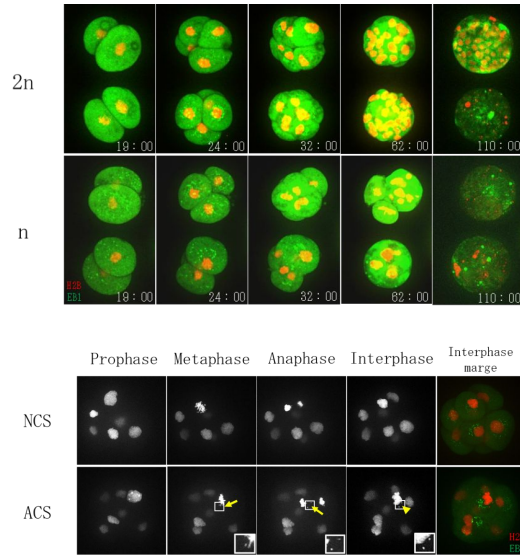 2n
19:00 24:00 32:00 62:00 110:00
n
H2B
EB1
19:00 24:00 32:00 62:00 110:00
Prophase Metaphase Anaphase Interphase Interphase
marge
NCS
ACS
H2
EB